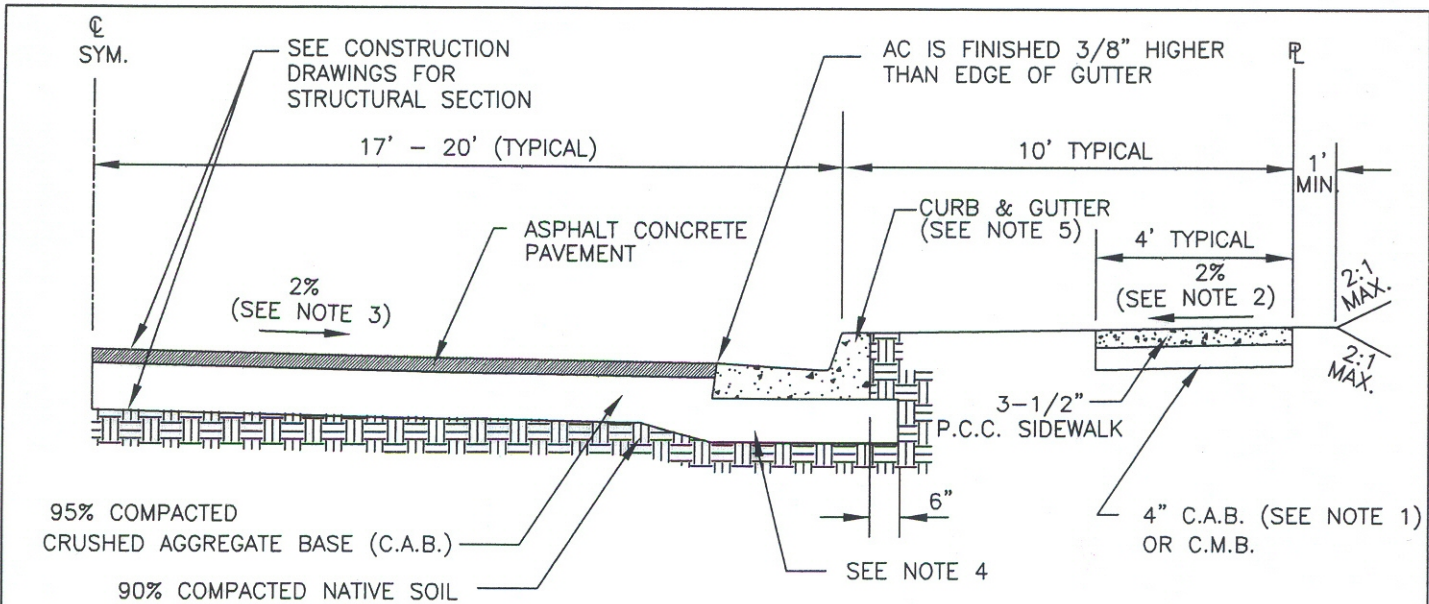 ℄
SYM.
SEE CONSTRUCTION
DRAWINGS FOR
STRUCTURAL SECTION
AC IS FINISHED 3/8" HIGHER
THAN EDGE OF GUTTER
PL
17' - 20' (TYPICAL)
10' TYPICAL
1'
MIN.
ASPHALT CONCRETE
PAVEMENT
CURB & GUTTER
(SEE NOTE 5)
4' TYPICAL
2%
(SEE NOTE 3)
2%
(SEE NOTE 2)
2:1
MAX.
2:1
MAX.
3-1/2"
P.C.C. SIDEWALK
95% COMPACTED
CRUSHED AGGREGATE BASE (C.A.B.)
90% COMPACTED NATIVE SOIL
6"
SEE NOTE 4
4" C.A.B. (SEE NOTE 1)
OR C.M.B.